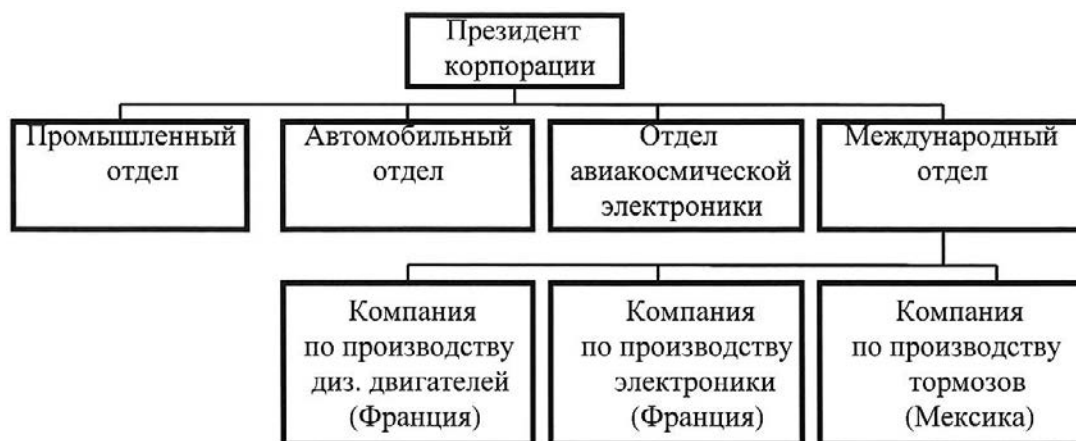 Президент
корпорации
Промышленный
отдел
Автомобильный
отдел
Отдел
авиакосмической
электроники
Международный
отдел
Компания
по производству
диз. двигателей
(Франция)
Компания
по производству
электроники
(Франция)
Компания
по производству
тормозов
(Мексика)